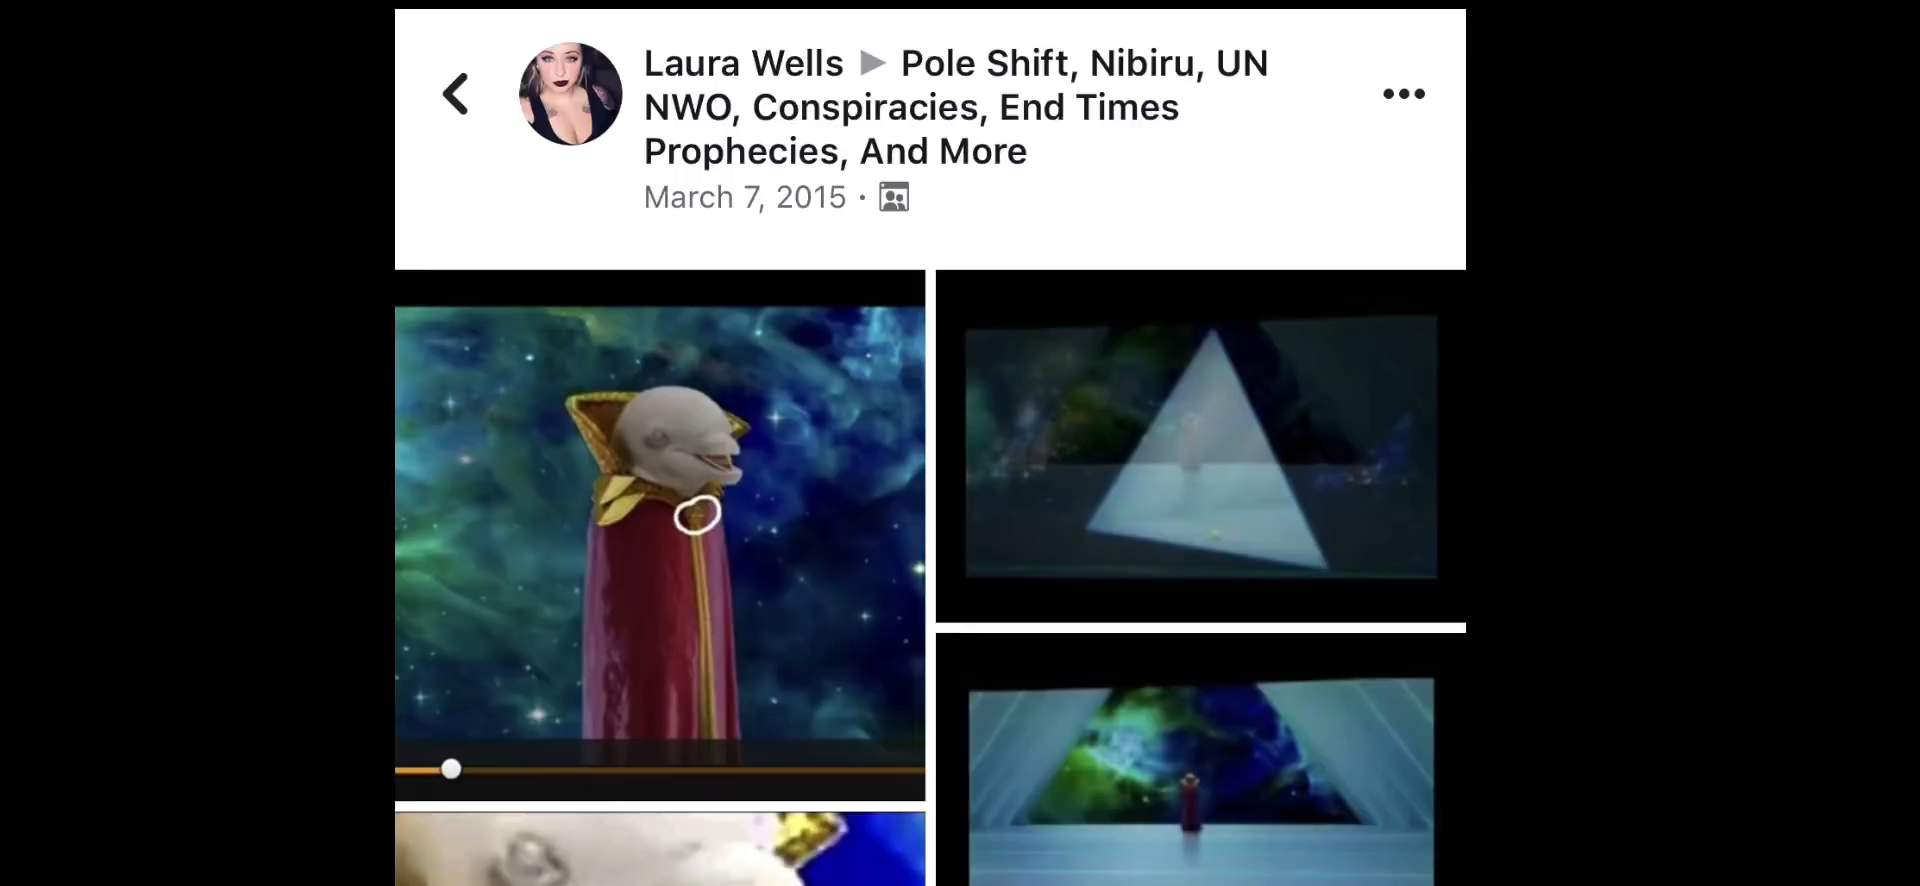 Laura Wells ▶ Pole Shift, Nibiru, UN
NWO, Conspiracies, End Times
Prophecies, And More
March 7, 2015 ·